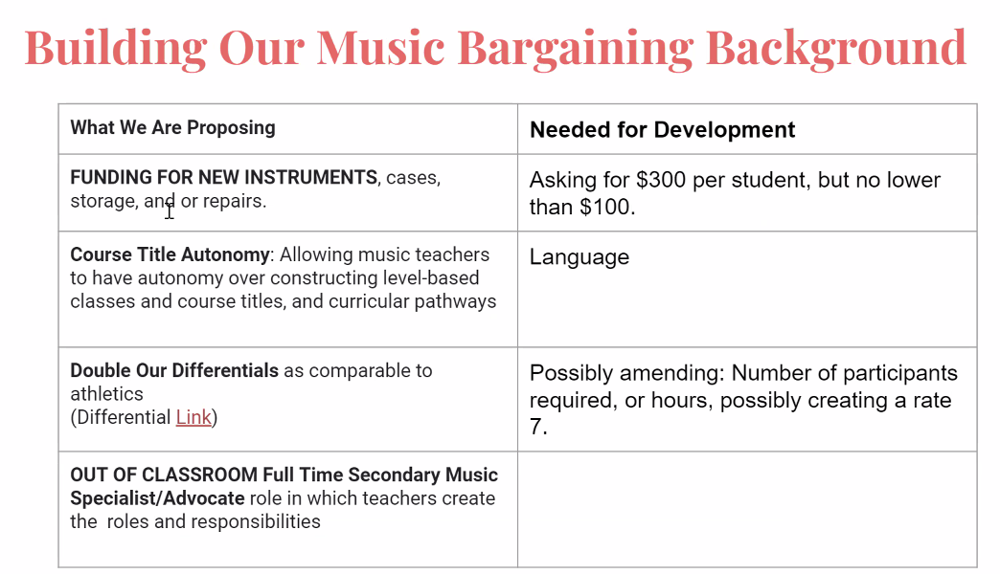 Building Our Music Bargaining Background
What We Are Proposing
Needed for Development
FUNDING FOR NEW INSTRUMENTS, cases,
storage, and or repairs.
Asking for $300 per student, but no lower
than $100.
Course Title Autonomy: Allowing music teachers
to have autonomy over constructing level-based
classes and course titles, and curricular pathways
Language
Double Our Differentials as comparable to
athletics
(Differential Link)
Possibly amending: Number of participants
required, or hours, possibly creating a rate
7.
OUT OF CLASSROOM Full Time Secondary Music
Specialist/Advocate role in which teachers create
the  roles and responsibilities